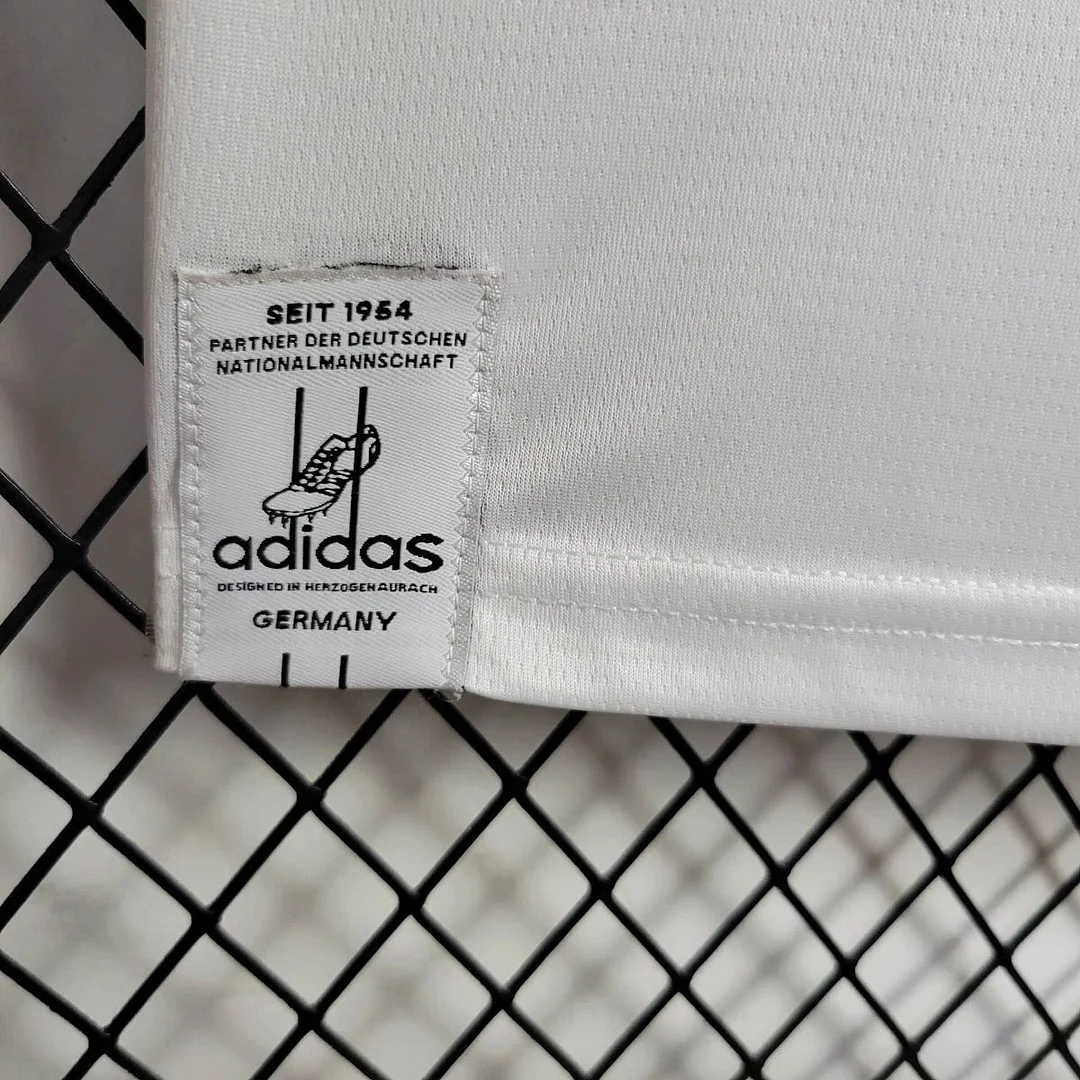 SEIT 1954
PARTNER DER DEUTSCHEN
NATIONALMANNSCHAFT
adidas
DESIGNED IN HERZOGENAURACH
GERMANY